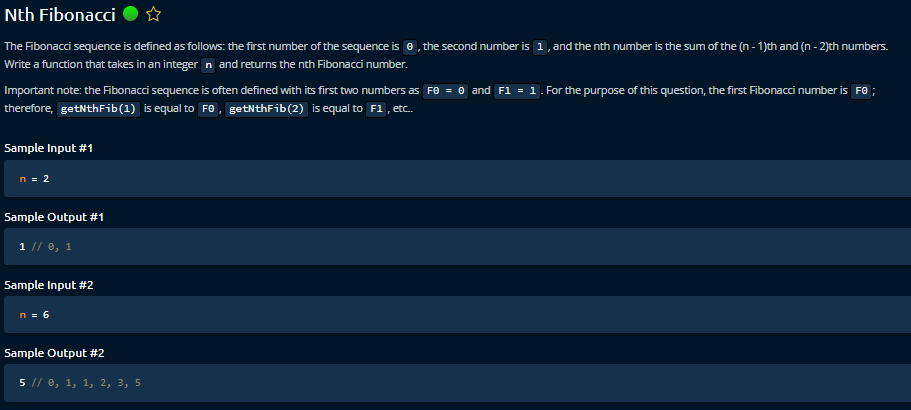 Nth Fibonacci
The Fibonacci sequence is defined as follows: the first number of the sequence is 0 , the second number is 1 , and the nth number is the sum of the (n - 1)th and (n - 2)th numbers.
Write a function that takes in an integer n and returns the nth Fibonacci number.
Important note: the Fibonacci sequence is often defined with its first two numbers as F0 = 0 and F1 = 1 . For the purpose of this question, the first Fibonacci number is F0 ;
therefore, getNthFib(1) is equal to F0 , getNthFib(2) is equal to F1 , etc..
Sample Input #1
n = 2
Sample Output #1
1 // 0, 1
Sample Input #2
n = 6
Sample Output #2
5 // 0, 1, 1, 2, 3, 5